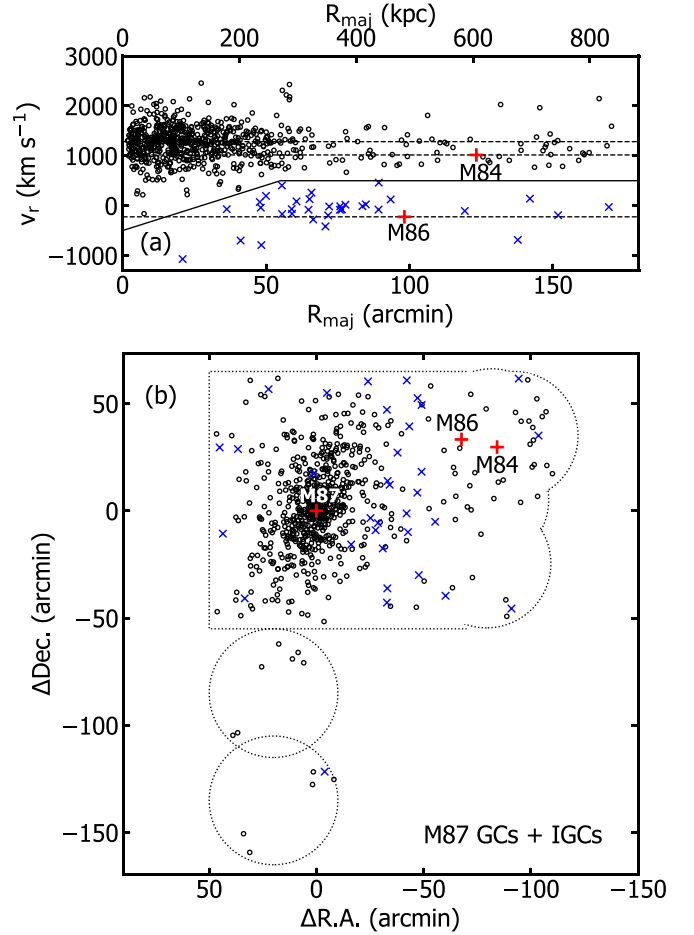 R_maj (kpc)
0 200 400 600 800
3000
2000
1000
0
−1000
v_r (km s⁻¹)
M84
M86
(a)
0 50 100 150
R_maj (arcmin)
(b)
50
0
−50
−100
−150
ΔDec. (arcmin)
M86
M84
M87
M87 GCs + IGCs
50 0 −50 −100 −150
ΔR.A. (arcmin)